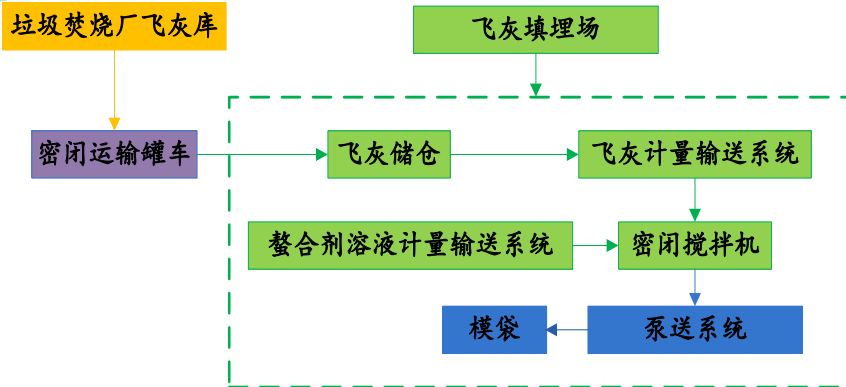 垃圾焚烧厂飞灰库
飞灰填埋场
密闭运输罐车
飞灰储仓
飞灰计量输送系统
螯合剂溶液计量输送系统
密闭搅拌机
模袋
泵送系统